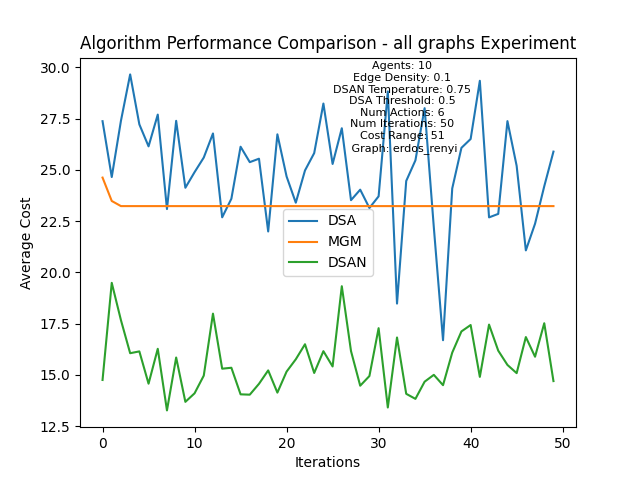 Algorithm Performance Comparison - all graphs Experiment
Agents: 10
Edge Density: 0.1
DSAN Temperature: 0.75
DSA Threshold: 0.5
Num Actions: 6
Num Iterations: 50
Cost Range: 51
Graph: erdos_renyi
30.0
27.5
25.0
22.5
20.0
17.5
15.0
12.5
Average Cost
DSA
MGM
DSAN
0
10
20
30
40
50
Iterations